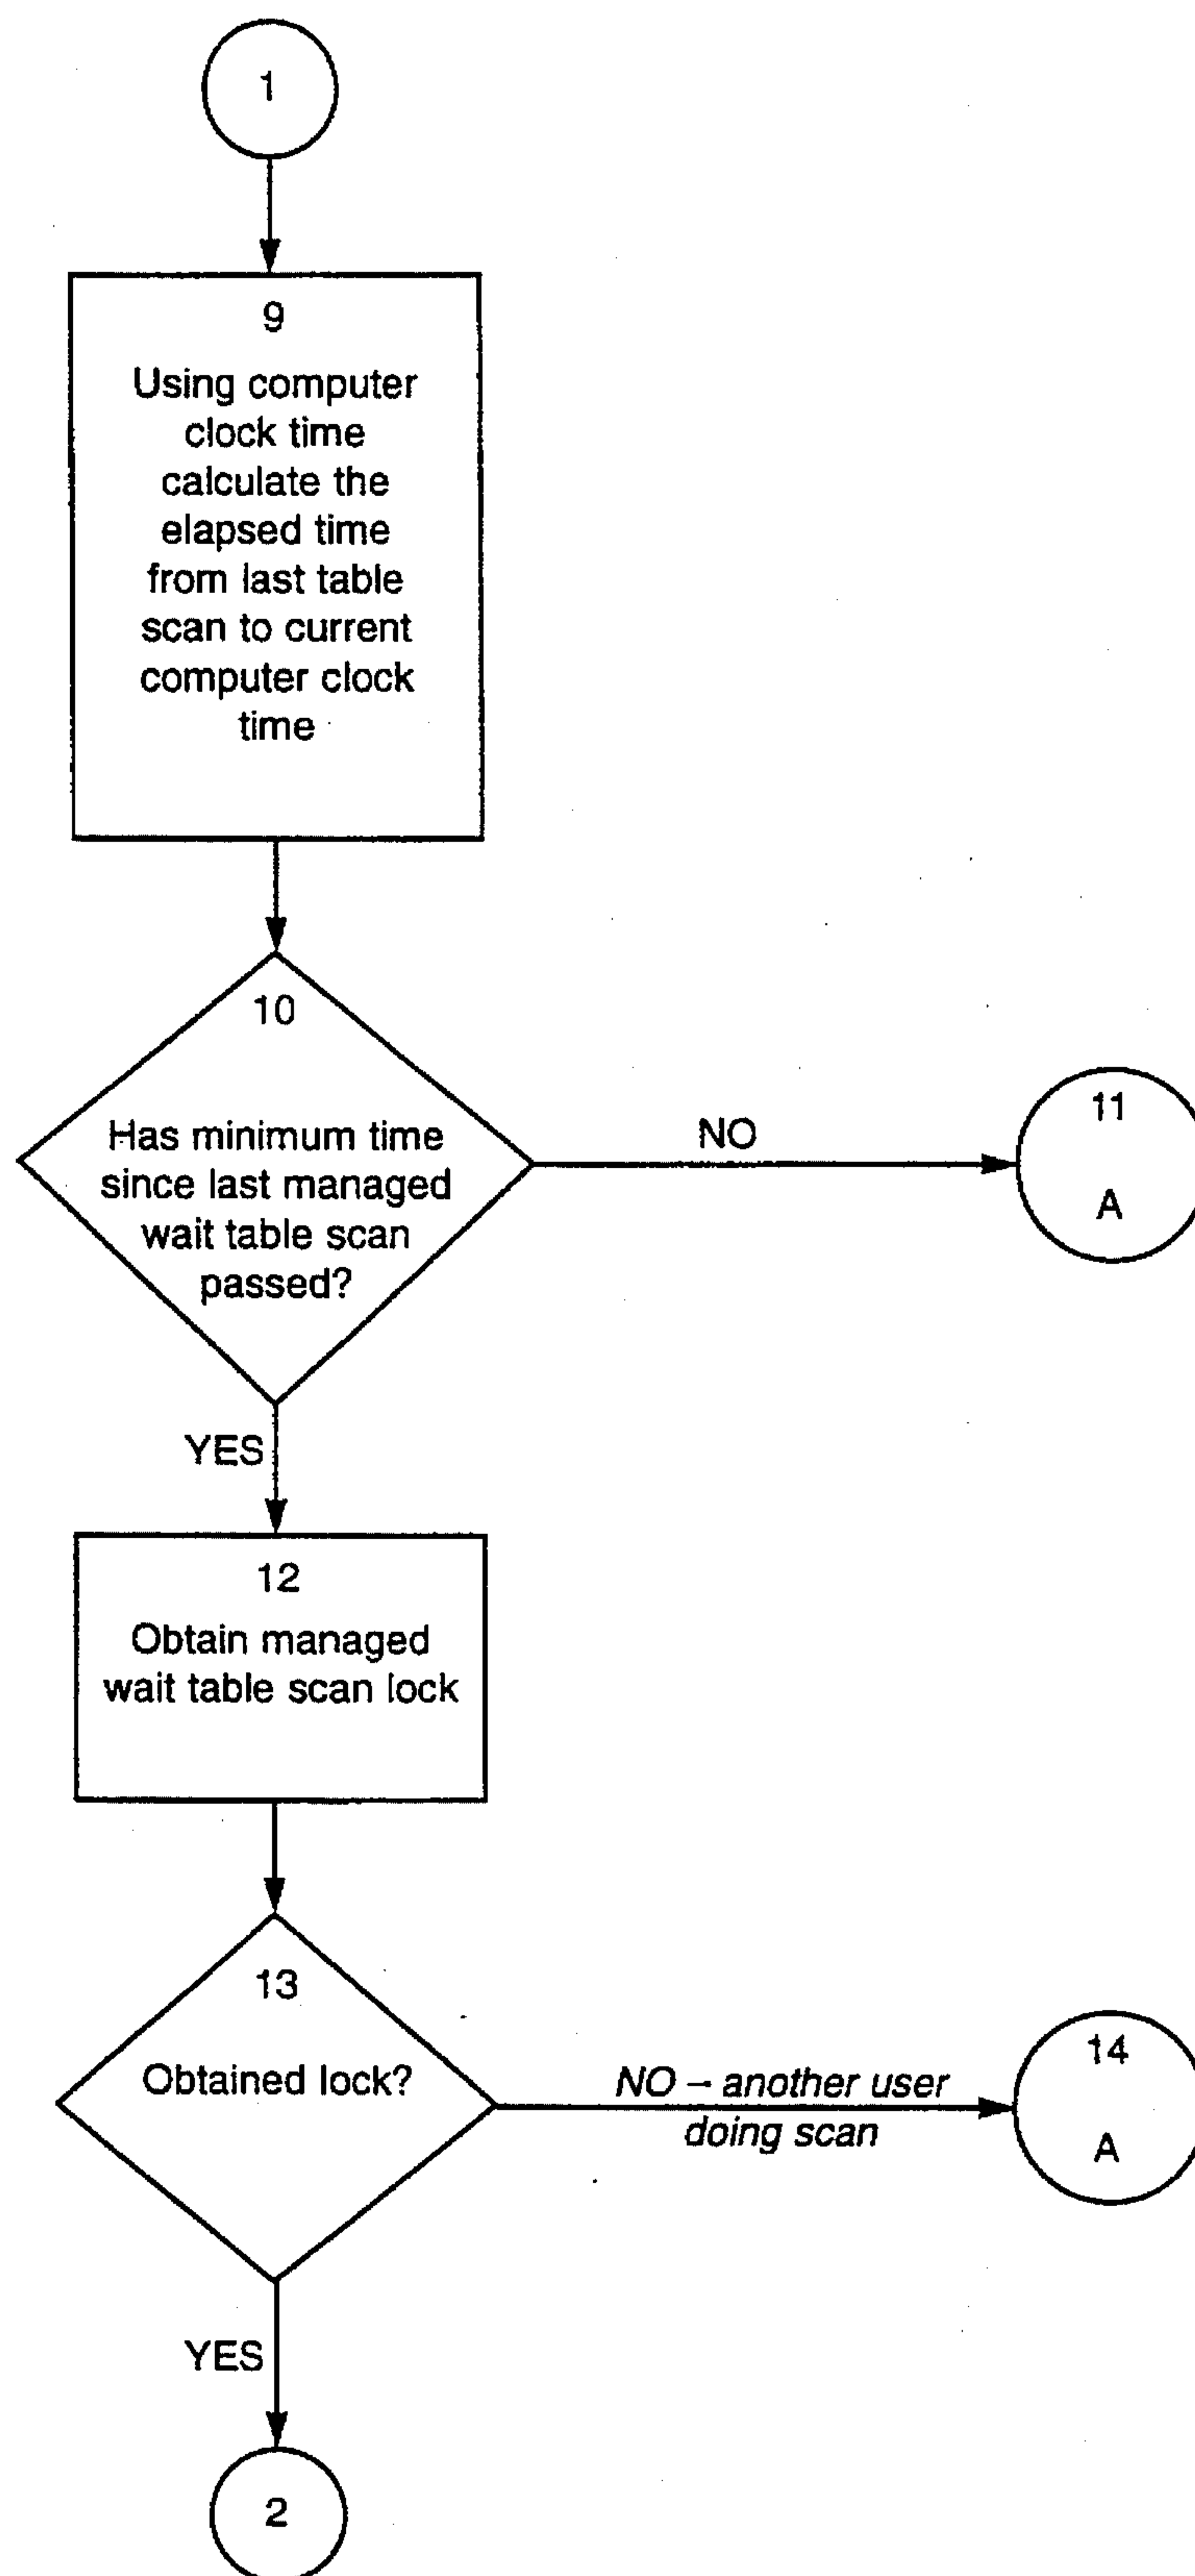 1
9
Using computer
clock time
calculate the
elapsed time
from last table
scan to current
computer clock
time
10
Has minimum time
since last managed
wait table scan
passed?
NO
11
A
YES
12
Obtain managed
wait table scan lock
13
Obtained lock?
NO – another user
doing scan
14
A
YES
2